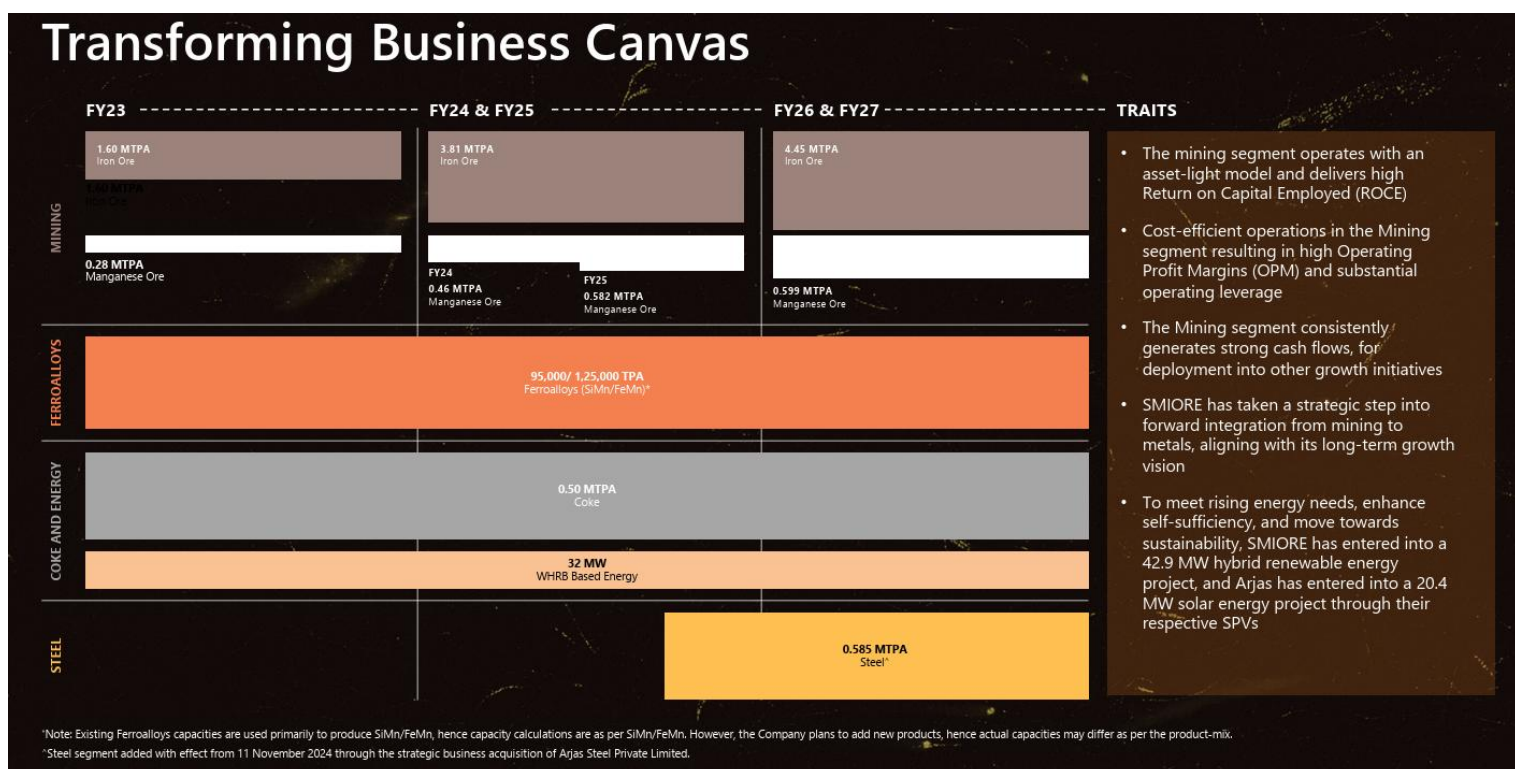 Transforming Business Canvas
FY23
FY24 & FY25
FY26 & FY27
TRAITS
MINING
1.60 MTPA
Iron Ore
1.60 MTPA
Iron Ore
3.81 MTPA
Iron Ore
4.45 MTPA
Iron Ore
0.28 MTPA
Manganese Ore
FY24
0.46 MTPA
Manganese Ore
FY25
0.582 MTPA
Manganese Ore
0.599 MTPA
Manganese Ore
FERROALLOYS
95,000/ 1,25,000 TPA
Ferroalloys (SiMn/FeMn)*
COKE AND ENERGY
0.50 MTPA
Coke
32 MW
WHRB Based Energy
STEEL
0.585 MTPA
Steel^
• The mining segment operates with an
asset-light model and delivers high
Return on Capital Employed (ROCE)
• Cost-efficient operations in the Mining
segment resulting in high Operating
Profit Margins (OPM) and substantial
operating leverage
• The Mining segment consistently
generates strong cash flows, for
deployment into other growth initiatives
• SMIORE has taken a strategic step into
forward integration from mining to
metals, aligning with its long-term growth
vision
• To meet rising energy needs, enhance
self-sufficiency, and move towards
sustainability, SMIORE has entered into a
42.9 MW hybrid renewable energy
project, and Arjas has entered into a 20.4
MW solar energy project through their
respective SPVs
*Note: Existing Ferroalloys capacities are used primarily to produce SiMn/FeMn, hence capacity calculations are as per SiMn/FeMn. However, the Company plans to add new products, hence actual capacities may differ as per the product-mix.
^Steel segment added with effect from 11 November 2024 through the strategic business acquisition of Arjas Steel Private Limited.